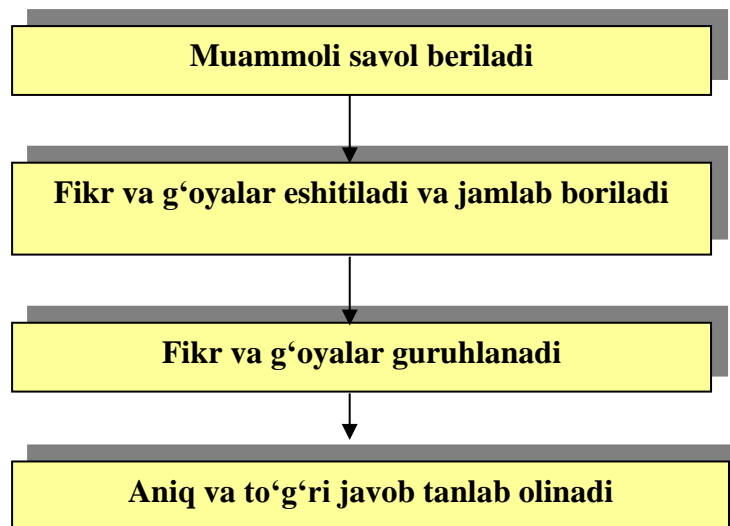 Muammoli savol beriladi
Fikr va g‘oyalar eshitiladi va jamlab boriladi
Fikr va g‘oyalar guruhlanadi
Aniq va to‘g‘ri javob tanlab olinadi